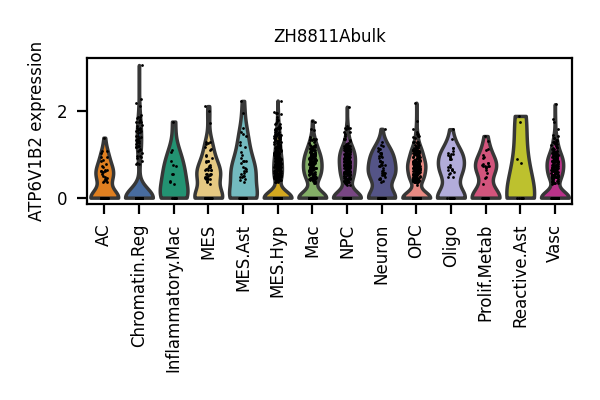 ZH8811Abulk
ATP6V1B2 expression
2
0
AC
Chromatin.Reg
Inflammatory.Mac
MES
MES.Ast
MES.Hyp
Mac
NPC
Neuron
OPC
Oligo
Prolif.Metab
Reactive.Ast
Vasc